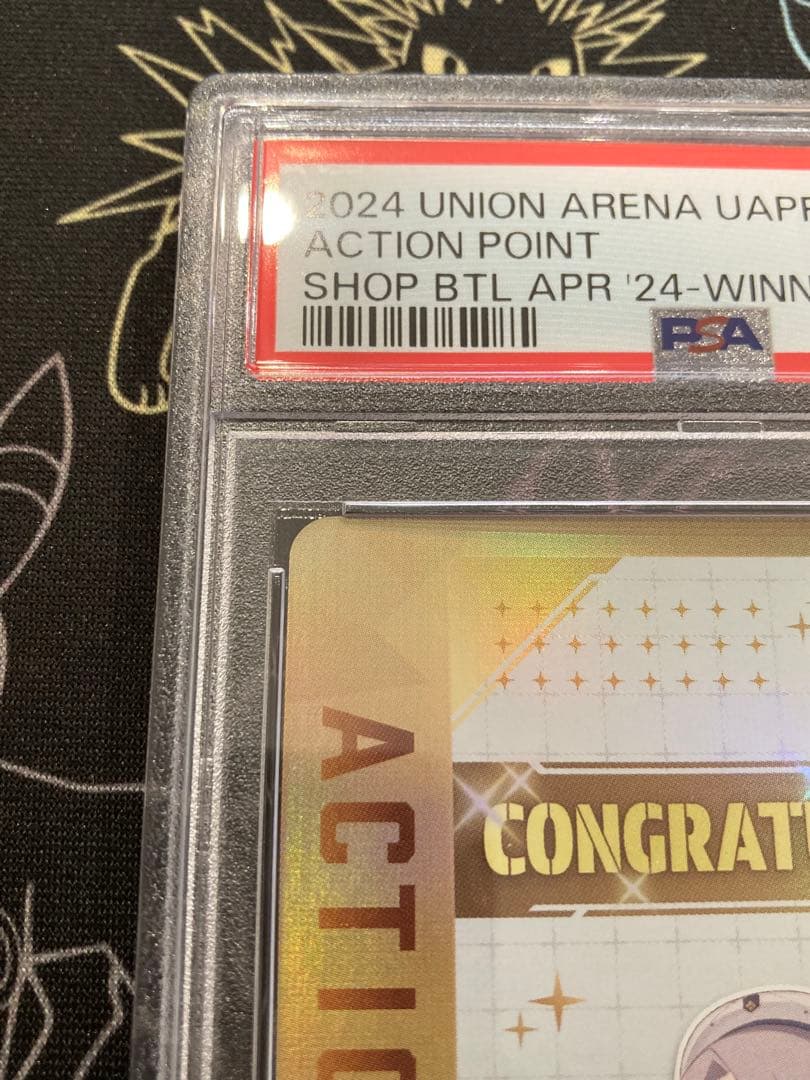 2024 UNION ARENA UAPR
ACTION POINT
SHOP BTL APR '24-WINN
PSA
CONGRATU
ACTIO